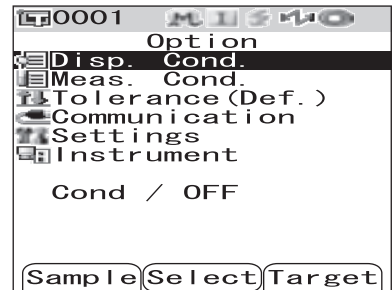 0001
Option
Disp. Cond.
Meas. Cond.
Tolerance(Def.)
Communication
Settings
Instrument
Cond / OFF
Sample Select Target